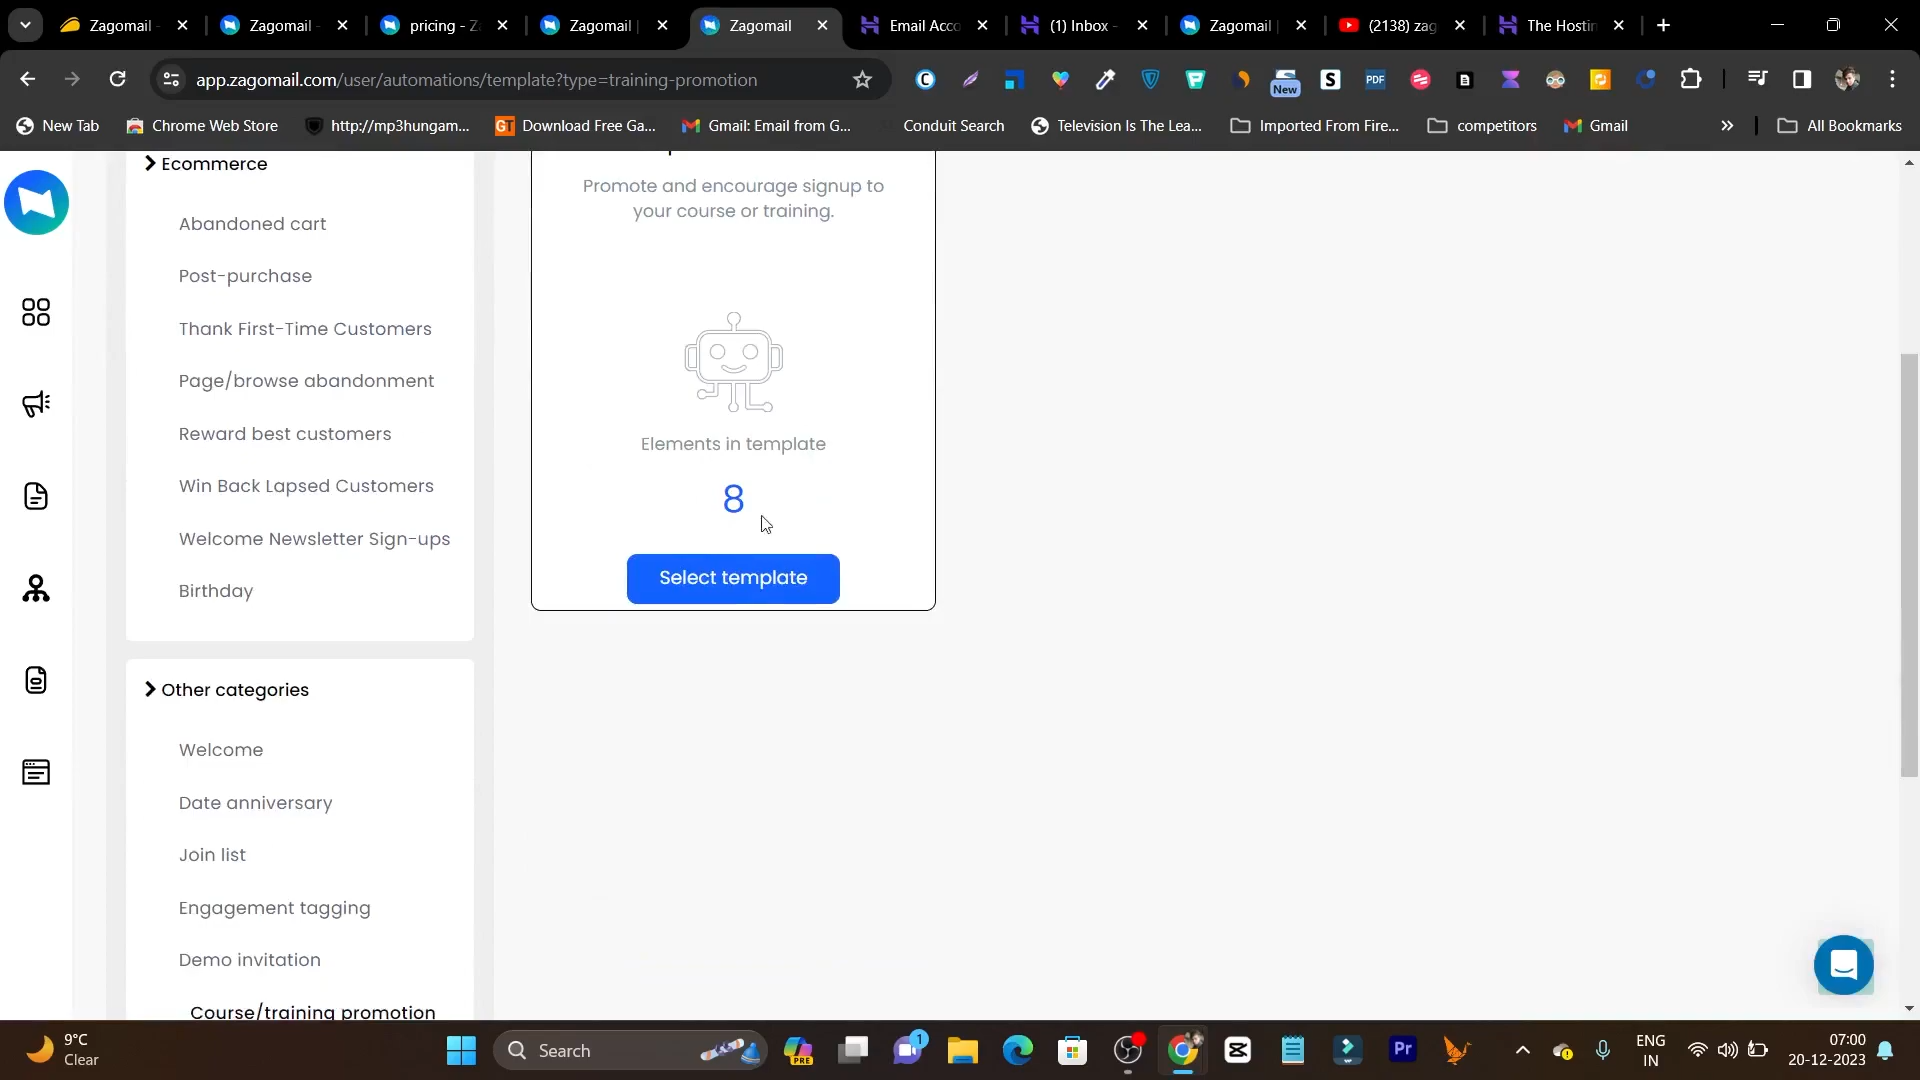 Zagomail -
Zagomail -
pricing - Z
Zagomail |
Zagomail
Email Acco
(1) Inbox -
Zagomail |
(2138) zag
The Hostin
app.zagomail.com/user/automations/template?type=training-promotion
New
PDF
New Tab
Chrome Web Store
http://mp3hungam...
Download Free Ga...
Gmail: Email from G...
Conduit Search
Television Is The Lea...
Imported From Fire...
competitors
Gmail
All Bookmarks
Ecommerce
Abandoned cart
Post-purchase
Thank First-Time Customers
Page/browse abandonment
Reward best customers
Win Back Lapsed Customers
Welcome Newsletter Sign-ups
Birthday
Other categories
Welcome
Date anniversary
Join list
Engagement tagging
Demo invitation
Course/training promotion
Promote and encourage signup to
your course or training.
Elements in template
8
Select template
9°C
Clear
Search
PRE
1
Pr
ENG
IN
07:00
20-12-2023